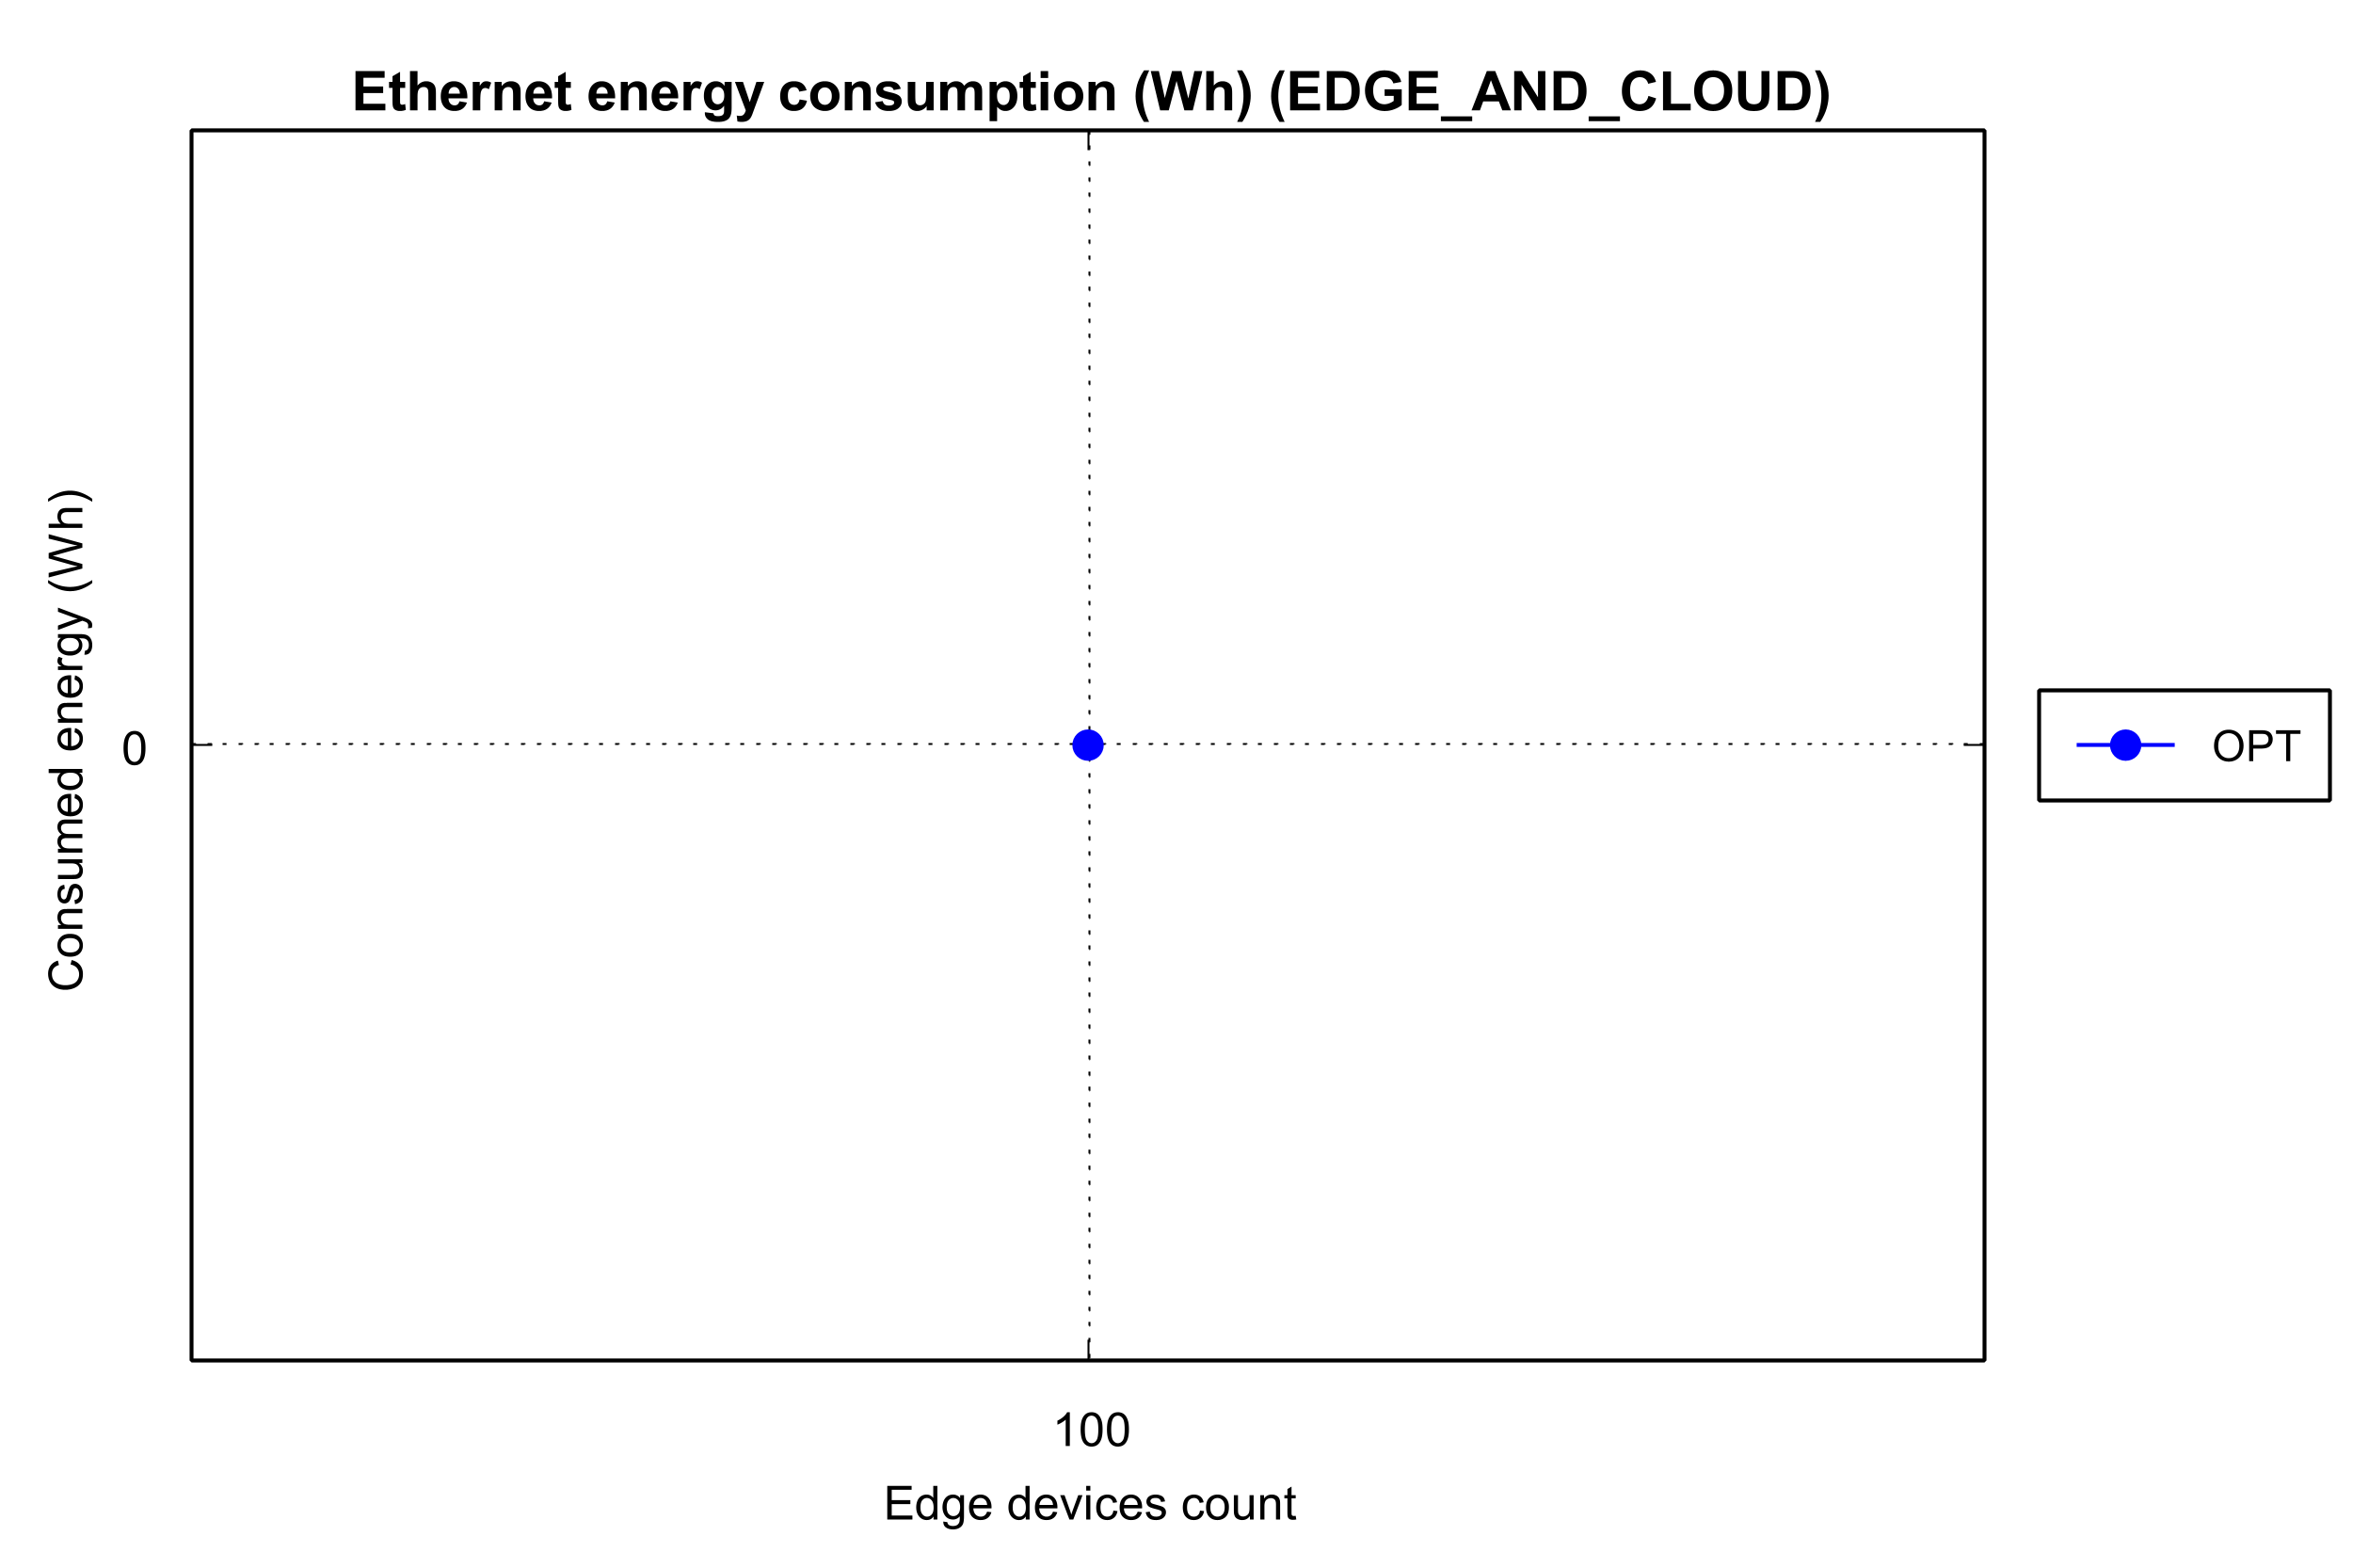 Ethernet energy consumption (Wh)(EDGE_AND_CLOUD)
Consumed energy (Wh)
0
OPT
100
Edge devices count